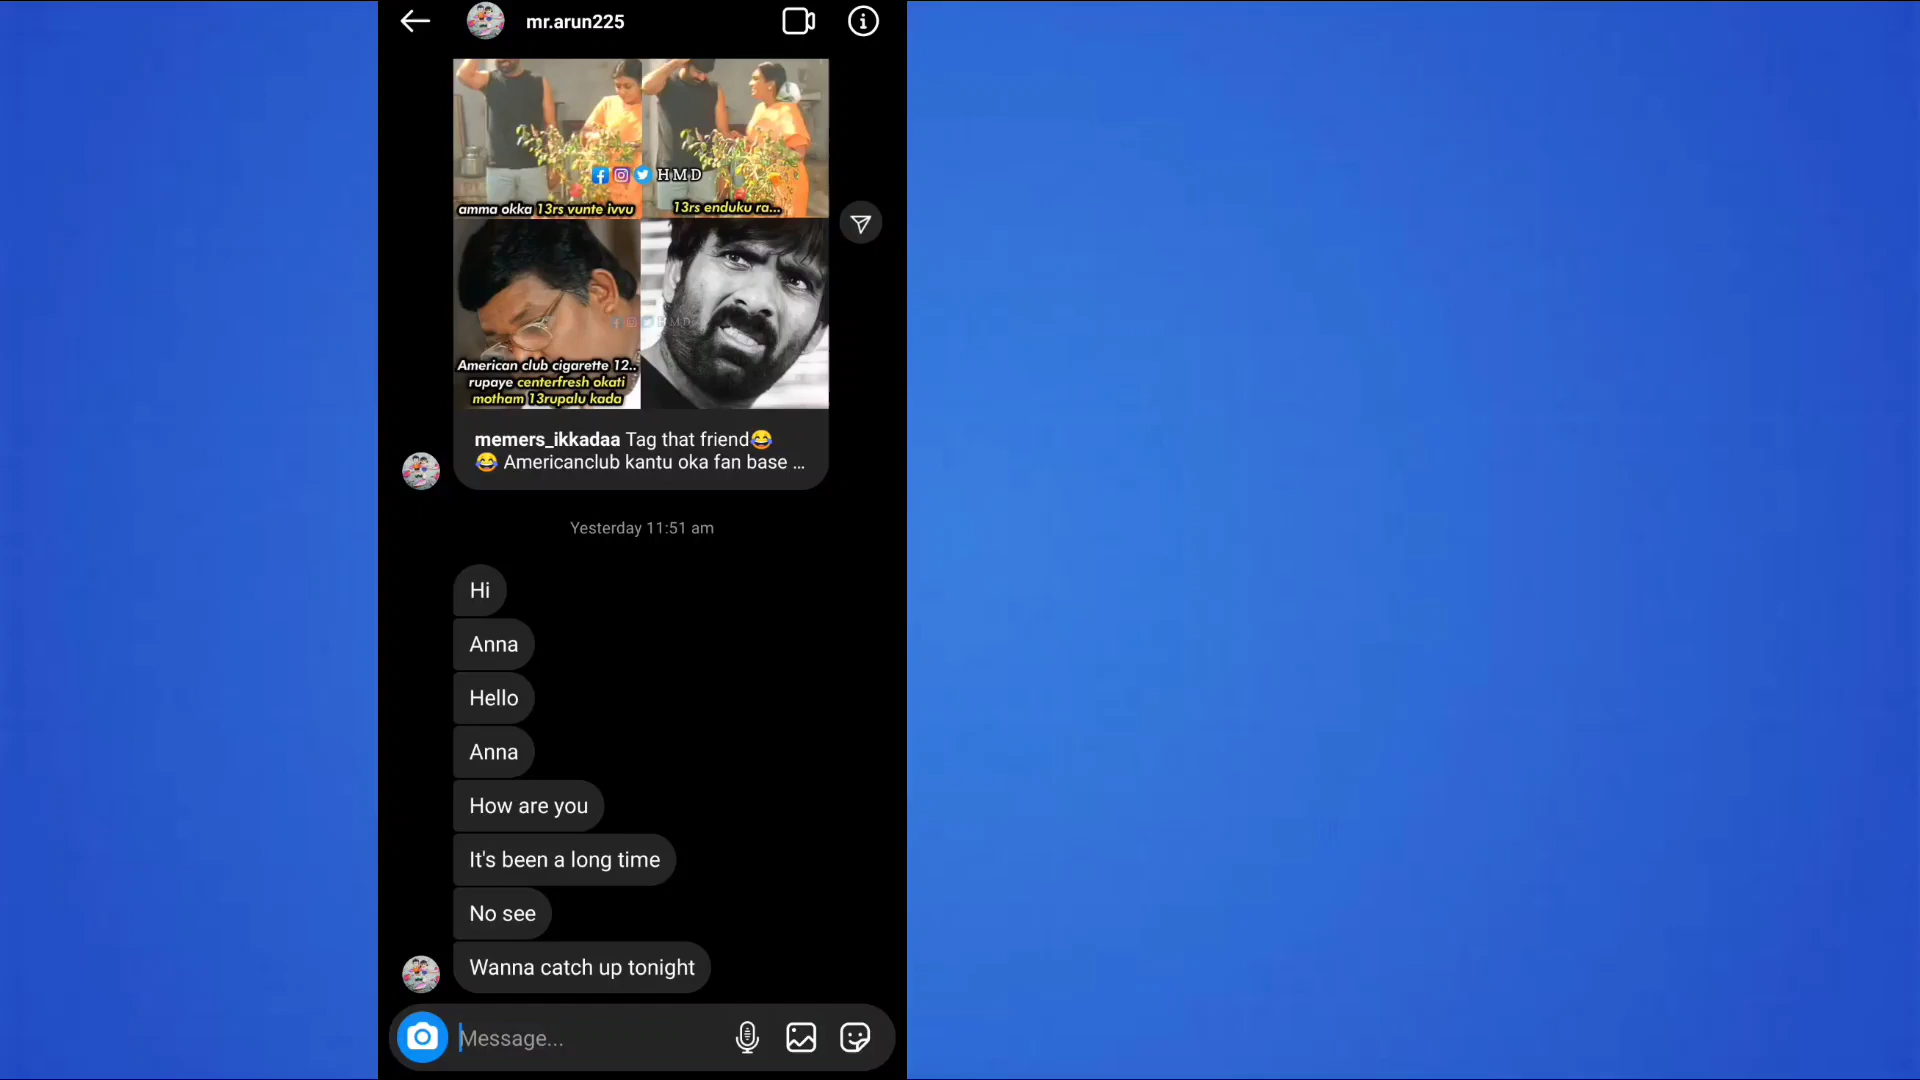 mr.arun225
HMD
amma okka 13rs vunte ivvu
13rs enduku ra...
HMD
American club cigarette 12..
rupaye centerfresh okati
motham 13rupalu kada
memers_ikkadaa Tag that friend😂
😂 Americanclub kantu oka fan base ...
Yesterday 11:51 am
Hi
Anna
Hello
Anna
How are you
It's been a long time
No see
Wanna catch up tonight
Message...